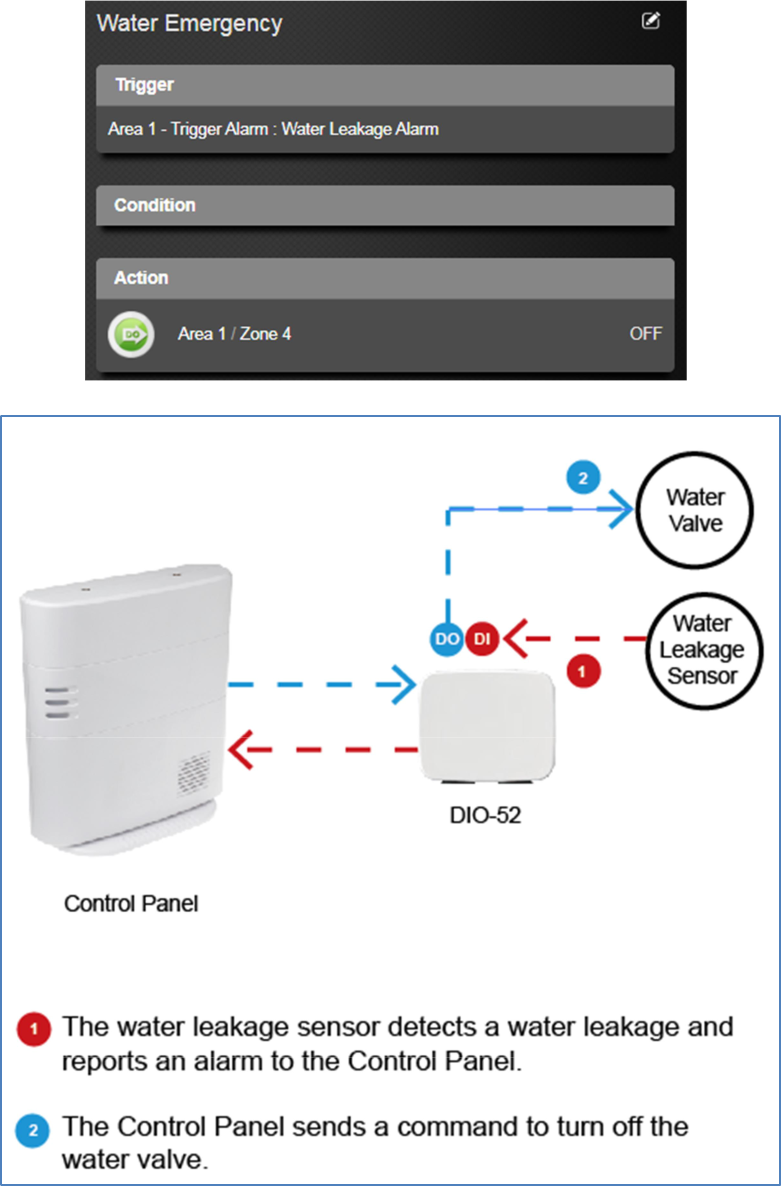 Water Emergency
Trigger
Area 1 - Trigger Alarm : Water Leakage Alarm
Condition
Action
DO
Area 1 / Zone 4
OFF
2
Water
Valve
DO
DI
Water
Leakage
Sensor
1
DIO-52
Control Panel
1 The water leakage sensor detects a water leakage and
reports an alarm to the Control Panel.
2 The Control Panel sends a command to turn off the
water valve.